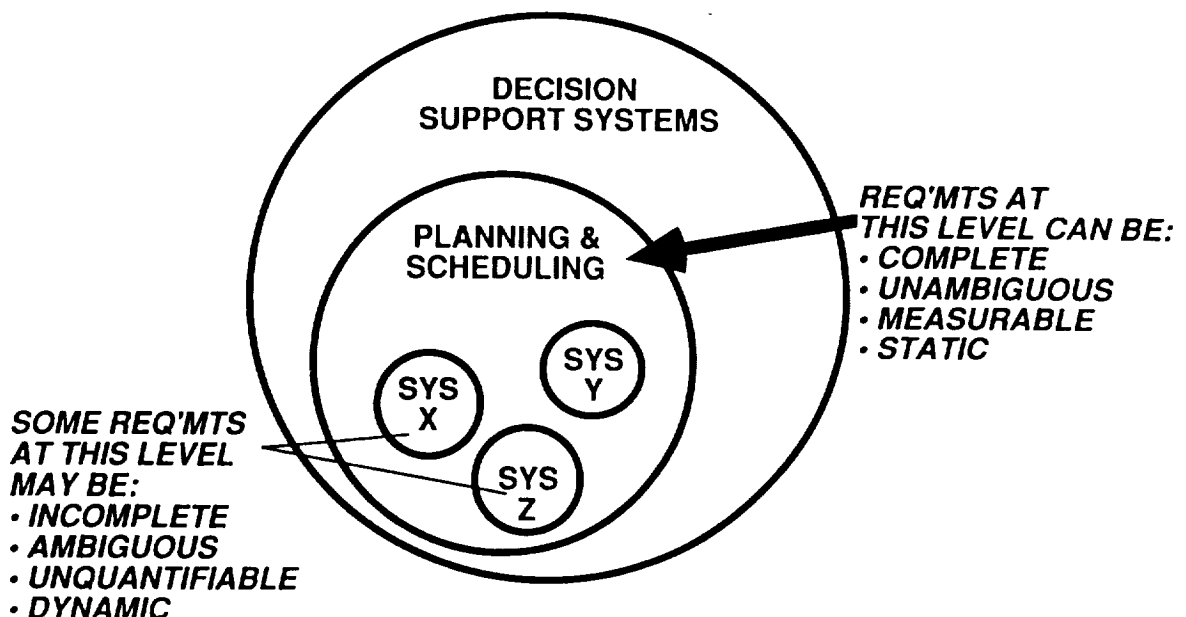 DECISION
SUPPORT SYSTEMS
PLANNING &
SCHEDULING
REQ'MTS AT
THIS LEVEL CAN BE:
• COMPLETE
• UNAMBIGUOUS
• MEASURABLE
• STATIC
SYS
X
SYS
Y
SYS
Z
SOME REQ'MTS
AT THIS LEVEL
MAY BE:
• INCOMPLETE
• AMBIGUOUS
• UNQUANTIFIABLE
• DYNAMIC